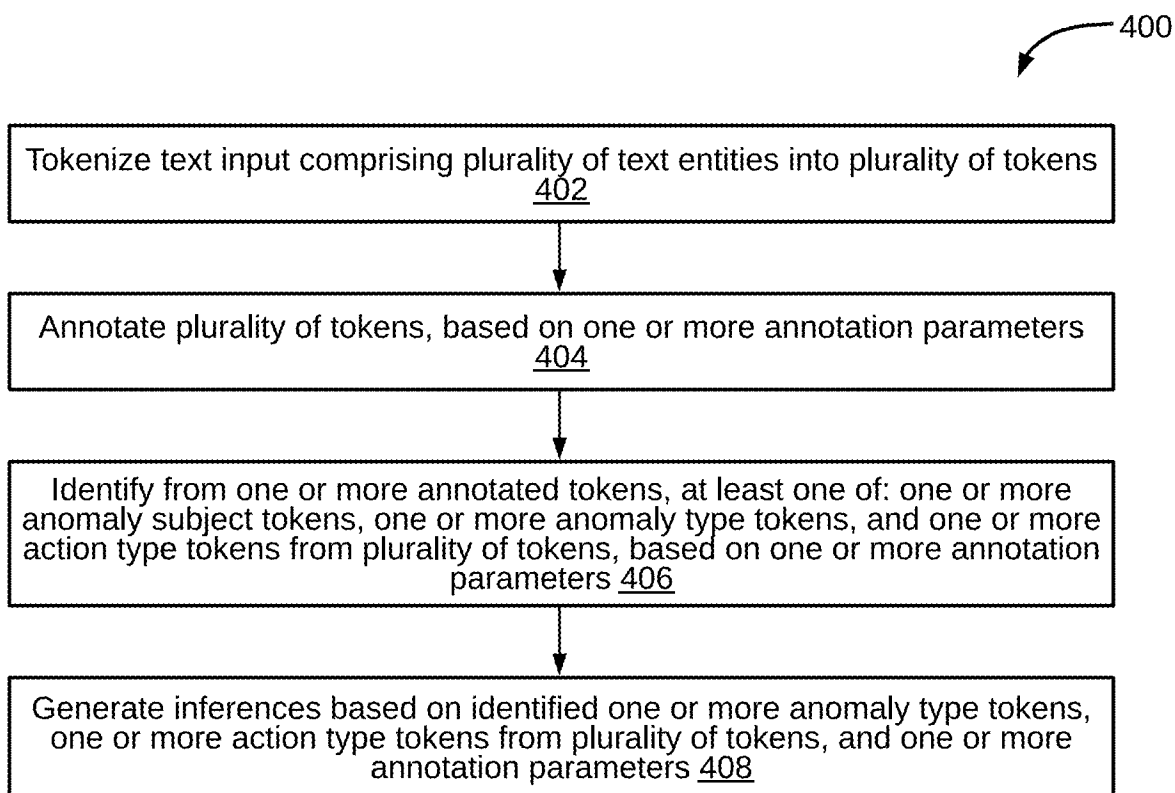 400
Tokenize text input comprising plurality of text entities into plurality of tokens
402
Annotate plurality of tokens, based on one or more annotation parameters
404
Identify from one or more annotated tokens, at least one of: one or more
anomaly subject tokens, one or more anomaly type tokens, and one or more
action type tokens from plurality of tokens, based on one or more annotation
parameters 406
Generate inferences based on identified one or more anomaly type tokens,
one or more action type tokens from plurality of tokens, and one or more
annotation parameters 408